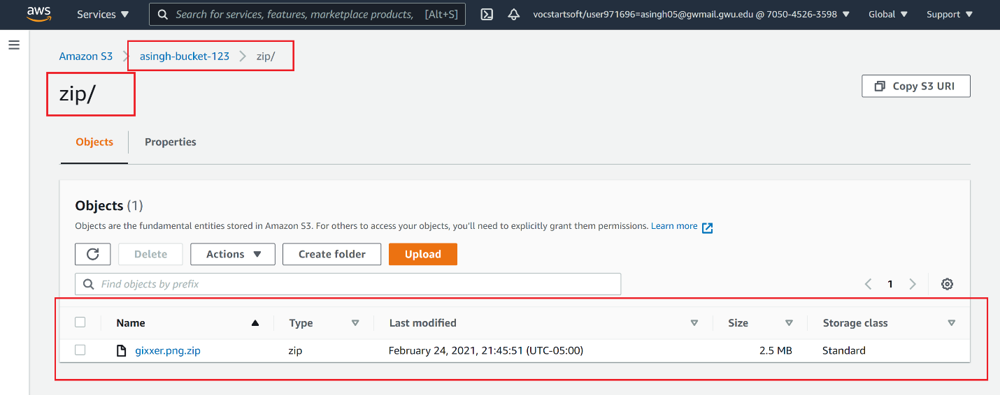 aws Services Search for services, features, marketplace products, [Alt+S] vocstartsoft/user971696=asingh05@gwmail.gwu.edu @ 7050-4526-3598 Global Support
Amazon S3 asingh-bucket-123 zip/
zip/
Copy S3 URI
Objects Properties
Objects (1)
Objects are the fundamental entities stored in Amazon S3. For others to access your objects, you'll need to explicitly grant them permissions. Learn more
Delete Actions Create folder Upload
Find objects by prefix 1
Name Type Last modified Size Storage class
gixxer.png.zip zip February 24, 2021, 21:45:51 (UTC-05:00) 2.5 MB Standard